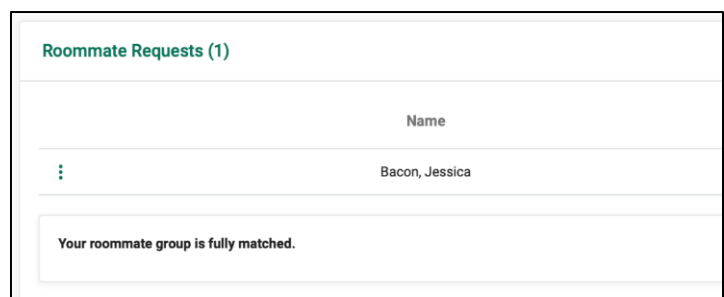 Roommate Requests (1)
Name
Bacon, Jessica
Your roommate group is fully matched.